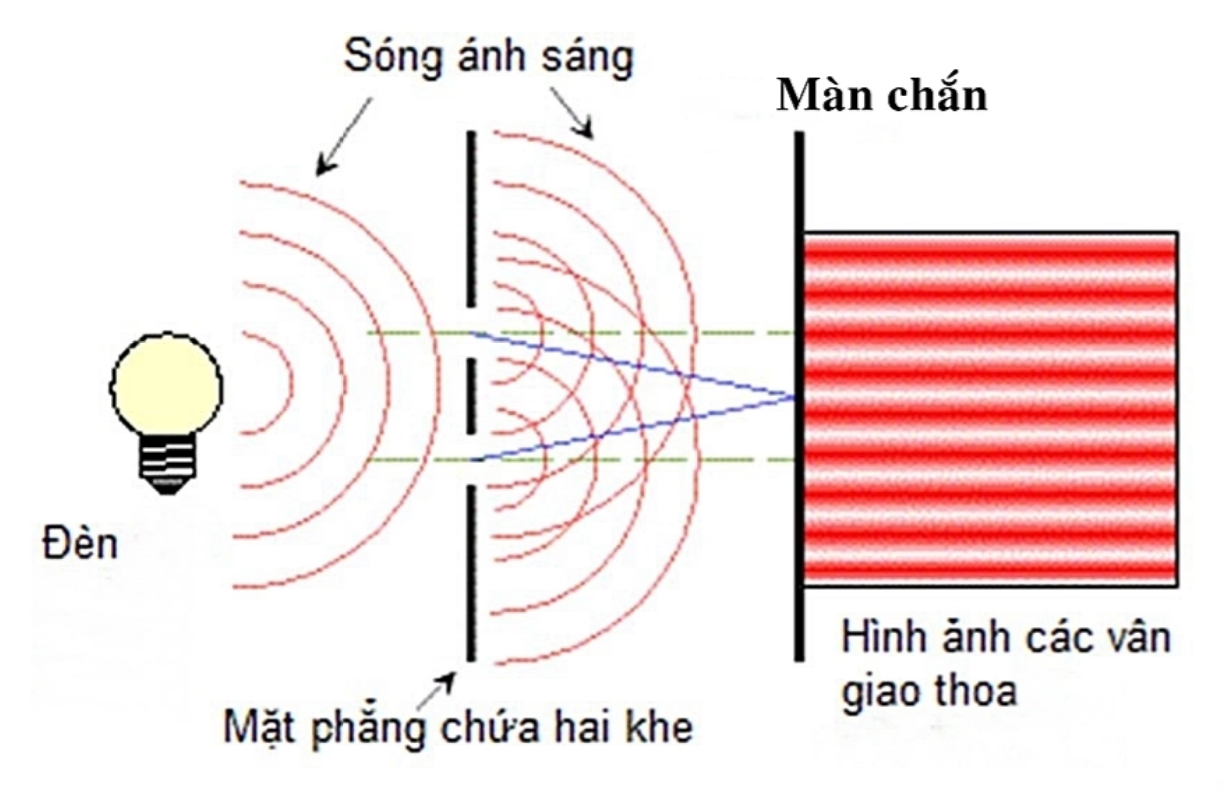 Sóng ánh sáng
Màn chắn
Đèn
Hình ảnh các vân
giao thoa
Mặt phẳng chứa hai khe